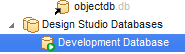 objectdb.db
Design Studio Databases
Development Database